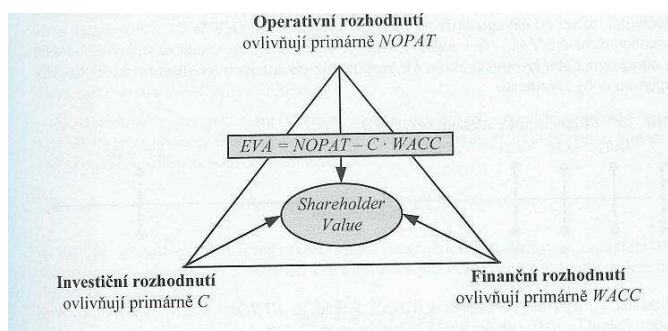 Operativní rozhodnutí
ovlivňují primárně NOPAT
EVA = NOPAT – C · WACC
Shareholder
Value
Investiční rozhodnutí
ovlivňují primárně C
Finanční rozhodnutí
ovlivňují primárně WACC